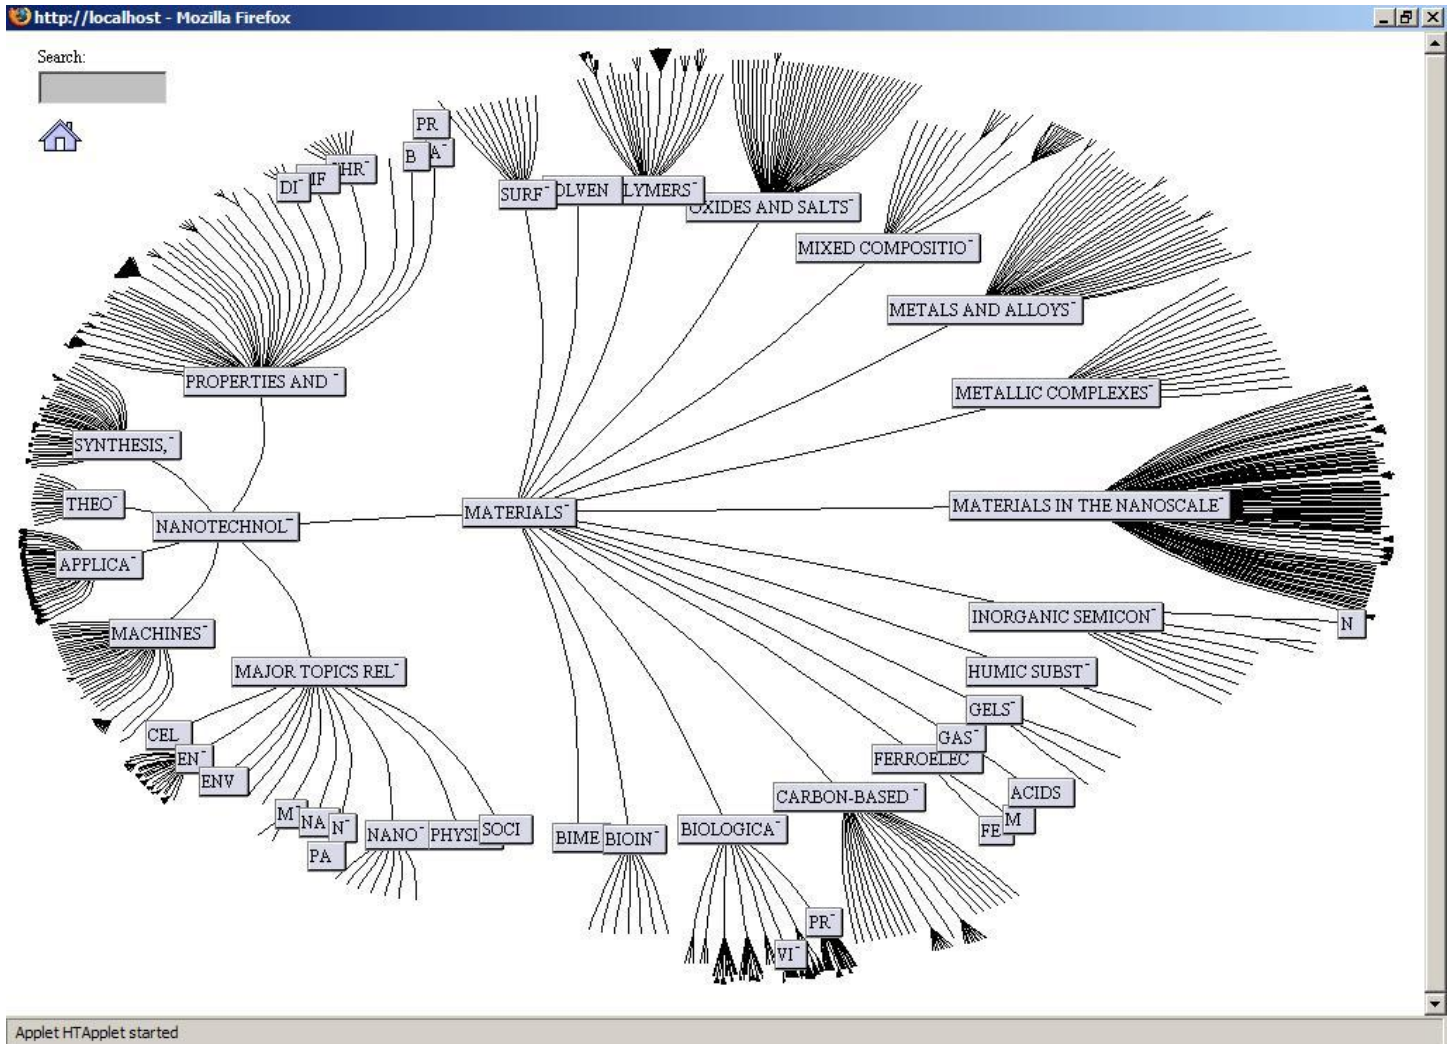 http://localhost - Mozilla Firefox
Search:
PR
A¯
B
HR¯
IF
DI¯
SURF¯
OLVEN
LYMERS¯
OXIDES AND SALTS¯
MIXED COMPOSITIO¯
METALS AND ALLOYS¯
PROPERTIES AND ¯
METALLIC COMPLEXES¯
SYNTHESIS,¯
THEO¯
NANOTECHNOL¯
MATERIALS¯
MATERIALS IN THE NANOSCALE¯
APPLICA¯
MACHINES¯
INORGANIC SEMICON¯
N
MAJOR TOPICS REL¯
HUMIC SUBST¯
GELS¯
CEL
GAS¯
EN¯
FERROELEC
ENV
CARBON-BASED ¯
ACIDS
M¯
NA
N¯
NANO¯
PHYSI
SOCI
BIME
BIOIN¯
BIOLOGICA¯
FE
M
PA
PR¯
VI¯
Applet HTApplet started